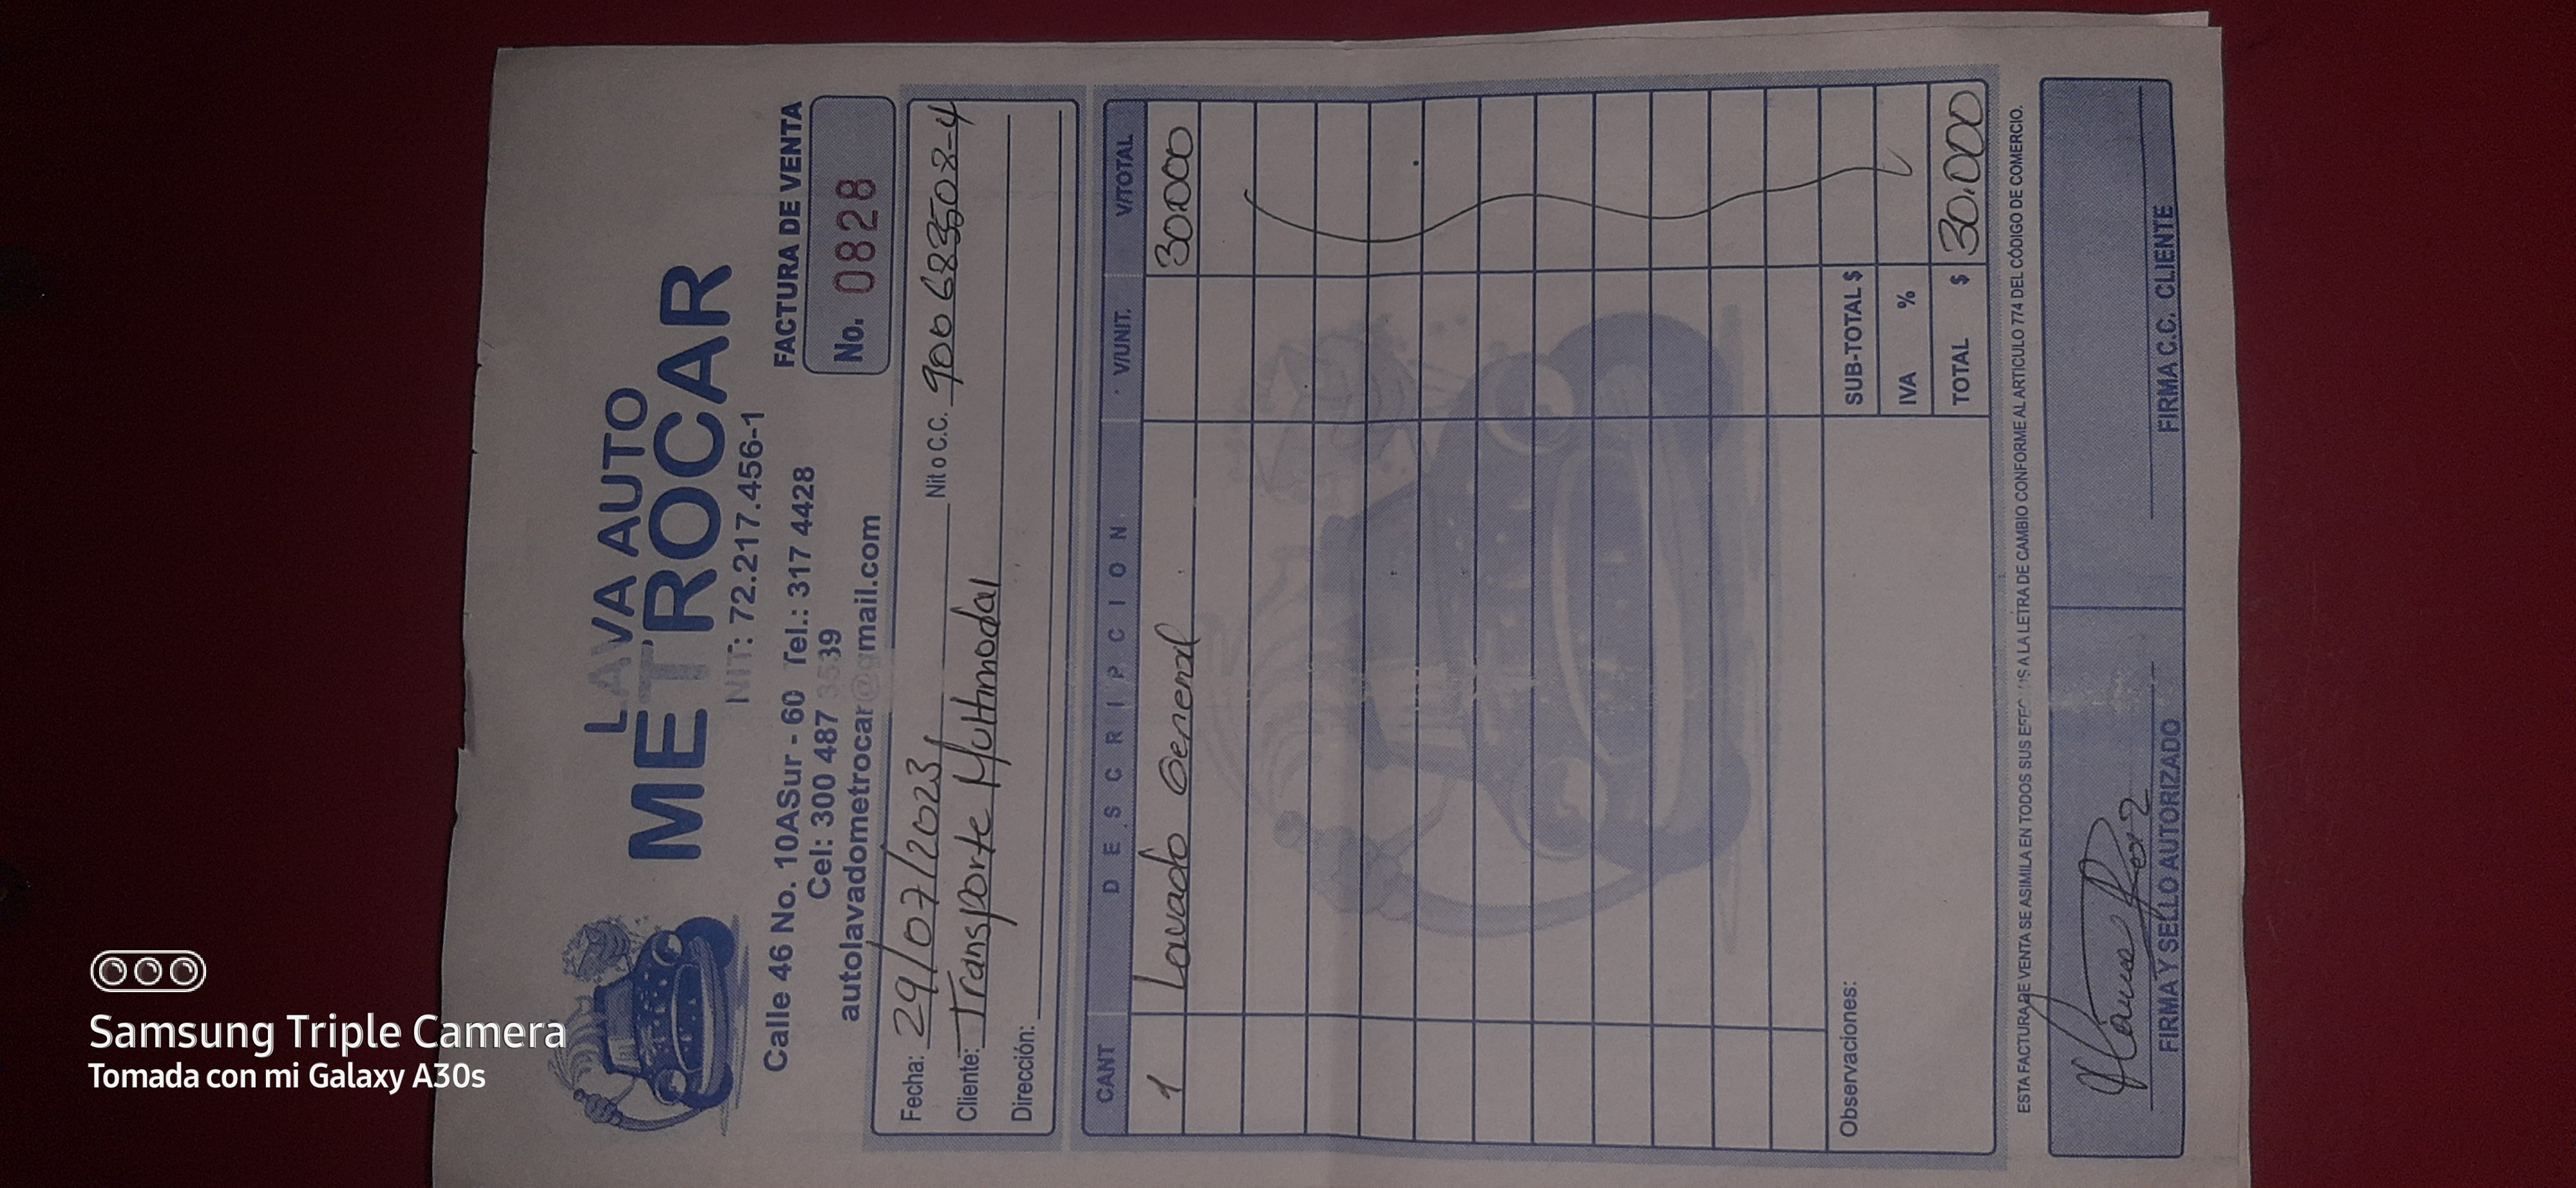 LAVA AUTO
METROCAR
NIT: 72.217.456-1
Calle 46 No. 10ASur - 60 Tel.: 317 4428
Cel: 300 487 3539
autolavadometrocar@gmail.com
FACTURA DE VENTA
No. 0828
Fecha: 29/07/2023 Nit o C.C. 900683508-4
Cliente: Transporte Multimodal
Dirección:
CANT DESCRIPCION V/UNIT. V/TOTAL
1 Lavado General 30000
Observaciones:
SUB-TOTAL $
IVA %
TOTAL $ 30.000
ESTA FACTURA DE VENTA SE ASIMILA EN TODOS SUS EFECTOS A LA LETRA DE CAMBIO CONFORME AL ARTICULO 774 DEL CÓDIGO DE COMERCIO.
FIRMA Y SELLO AUTORIZADO
FIRMA C.C. CLIENTE
Samsung Triple Camera
Tomada con mi Galaxy A30s